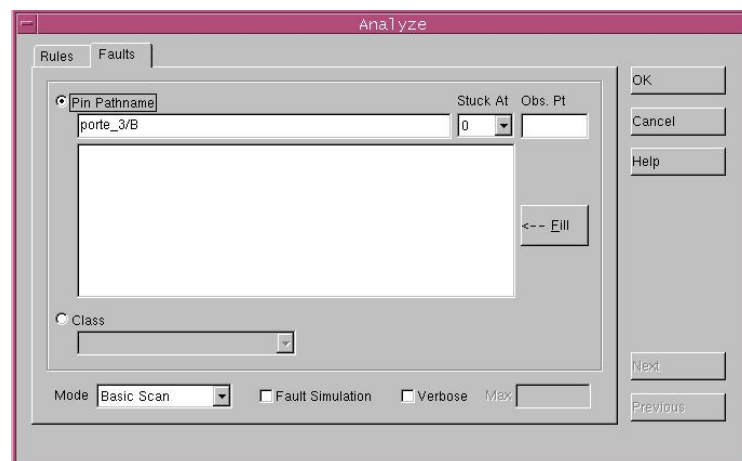 Analyze
Rules Faults
Pin Pathname Stuck At Obs. Pt
porte_3/B 0
<-- Fill
Class
Mode Basic Scan Fault Simulation Verbose Max
OK
Cancel
Help
Next
Previous